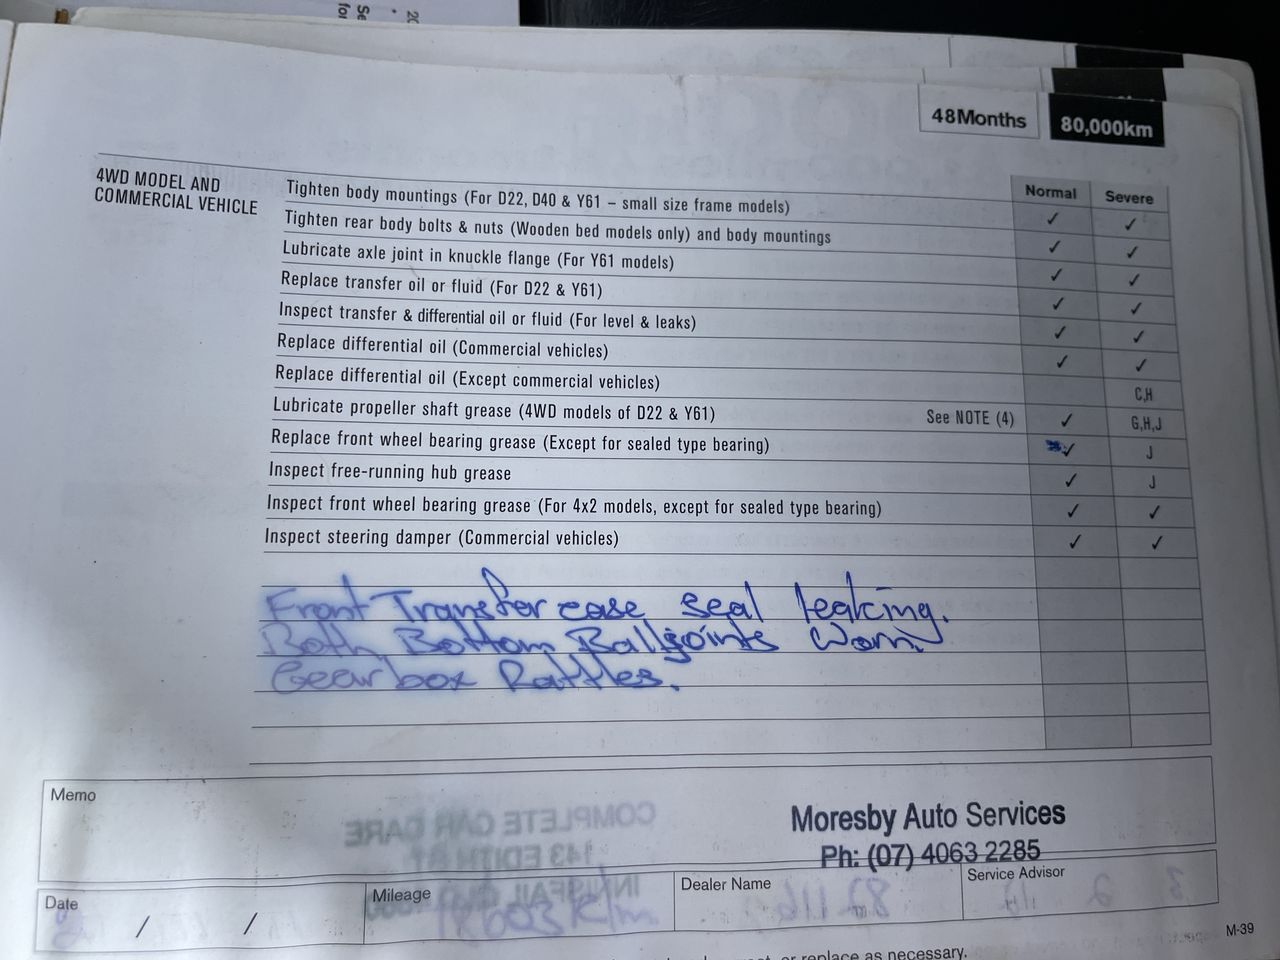 48Months 80,000km
4WD MODEL AND
COMMERCIAL VEHICLE
Normal Severe
Tighten body mountings (For D22, D40 & Y61 – small size frame models) ✓ ✓
Tighten rear body bolts & nuts (Wooden bed models only) and body mountings ✓ ✓
Lubricate axle joint in knuckle flange (For Y61 models) ✓ ✓
Replace transfer oil or fluid (For D22 & Y61) ✓ ✓
Inspect transfer & differential oil or fluid (For level & leaks) ✓ ✓
Replace differential oil (Commercial vehicles) ✓ ✓
Replace differential oil (Except commercial vehicles) C,H
Lubricate propeller shaft grease (4WD models of D22 & Y61) See NOTE (4) ✓ G,H,J
Replace front wheel bearing grease (Except for sealed type bearing) ✓ J
Inspect free-running hub grease ✓ J
Inspect front wheel bearing grease (For 4x2 models, except for sealed type bearing) ✓ ✓
Inspect steering damper (Commercial vehicles) ✓ ✓
Front Transfer case seal leaking.
Both Bottom Balljoints Worn.
Gearbox Rattles.
Memo
Moresby Auto Services
Ph: (07) 4063 2285
Date / /
Mileage
Dealer Name
Service Advisor
M-39
or replace as necessary.